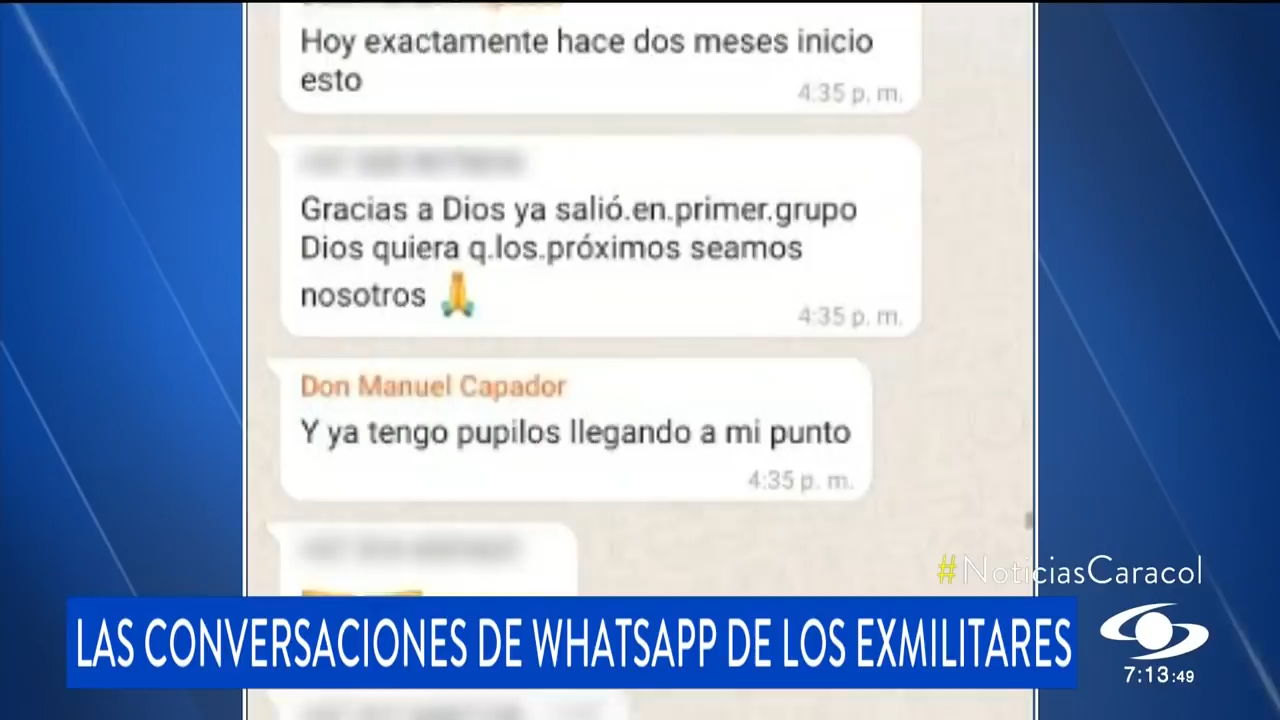 Hoy exactamente hace dos meses inicio
esto
4:35 p. m.
Gracias a Dios ya salió.en.primer.grupo
Dios quiera q.los.próximos seamos
nosotros 🙏
4:35 p. m.
Don Manuel Capador
Y ya tengo pupilos llegando a mi punto
4:35 p. m.
#NoticiasCaracol
LAS CONVERSACIONES DE WHATSAPP DE LOS EXMILITARES
7:13:49